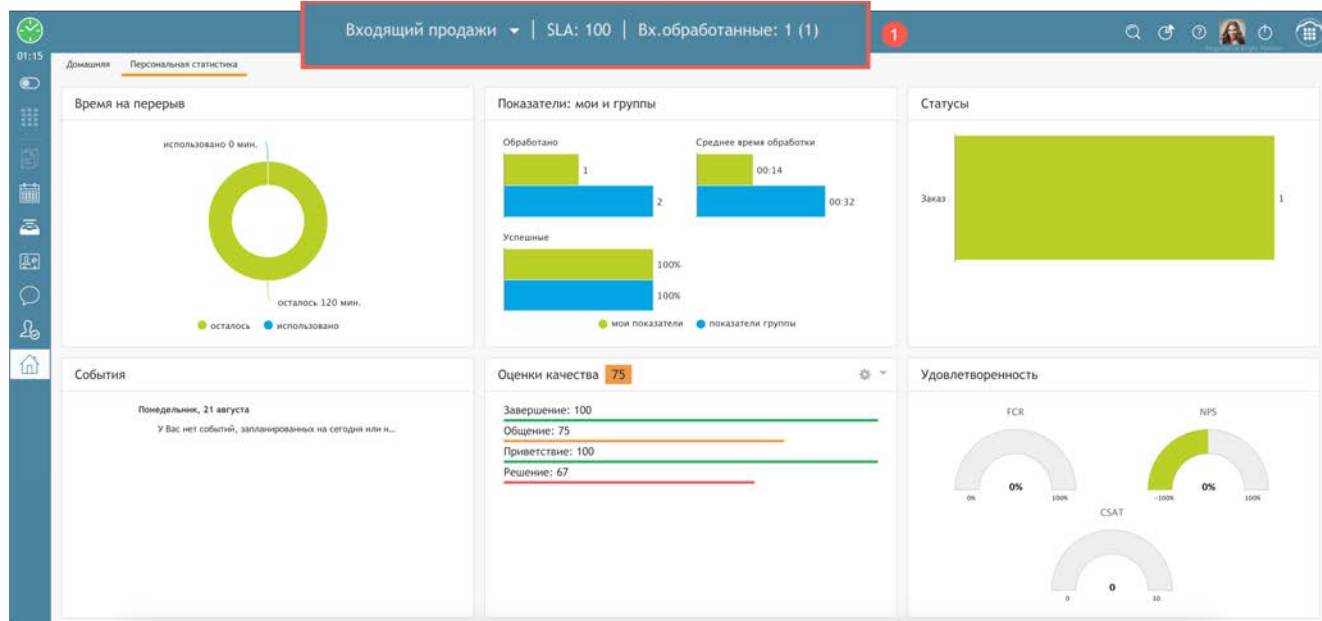 Входящий продажи | SLA: 100 | Вх.обработанные: 1 (1)
1
01:15
Домашняя Персональная статистика
Время на перерыв
использовано 0 мин.
осталось 120 мин.
осталось использовано
Показатели: мои и группы
Обработано
1
2
Среднее время обработки
00:14
00:32
Успешные
100%
100%
мои показатели показатели группы
Статусы
Заказ
1
События
Понедельник, 21 августа
У Вас нет событий, запланированных на сегодня или н...
Оценки качества 75
Завершение: 100
Общение: 75
Приветствие: 100
Решение: 67
Удовлетворенность
FCR
0%
0% 100%
NPS
0%
-100% 100%
CSAT
0
0 10